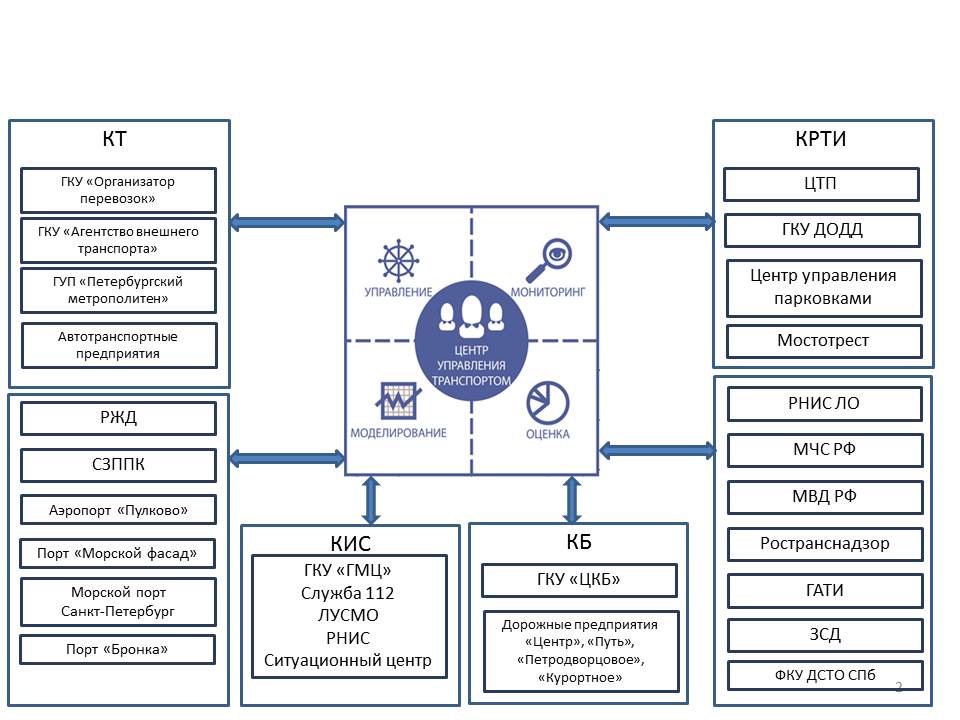 КТ
ГКУ «Организатор
перевозок»
ГКУ «Агентство внешнего
транспорта»
ГУП «Петербургский
метрополитен»
Автотранспортные
предприятия
РЖД
СЗППК
Аэропорт «Пулково»
Порт «Морской фасад»
Морской порт
Санкт-Петербург
Порт «Бронка»
УПРАВЛЕНИЕ
МОНИТОРИНГ
ЦЕНТР
УПРАВЛЕНИЯ
ТРАНСПОРТОМ
МОДЕЛИРОВАНИЕ
ОЦЕНКА
КИС
ГКУ «ГМЦ»
Служба 112
ЛУСМО
РНИС
Ситуационный центр
КБ
ГКУ «ЦКБ»
Дорожные предприятия
«Центр», «Путь»,
«Петродворцовое»,
«Курортное»
КРТИ
ЦТП
ГКУ ДОДД
Центр управления
парковками
Мостотрест
РНИС ЛО
МЧС РФ
МВД РФ
Ространснадзор
ГАТИ
ЗСД
ФКУ ДСТО СПб
2